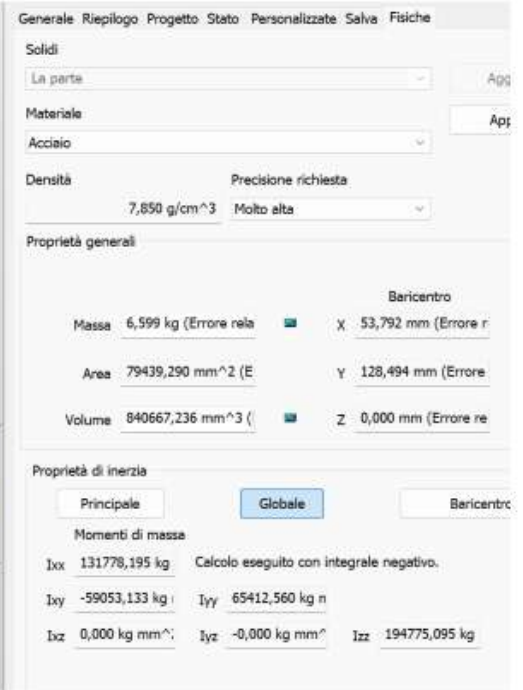 Generale Riepilogo Progetto Stato Personalizzate Salva Fisiche
Solidi
La parte
Agg
Materiale
App
Acciaio
Densità Precisione richiesta
7,850 g/cm^3 Molto alta
Proprietà generali
Baricentro
Massa 6,599 kg (Errore rela X 53,792 mm (Errore r
Area 79439,290 mm^2 (E Y 128,494 mm (Errore
Volume 840667,236 mm^3 ( Z 0,000 mm (Errore re
Proprietà di inerzia
Principale Globale Baricentro
Momenti di massa
Ixx 131778,195 kg Calcolo eseguito con integrale negativo.
Ixy -59053,133 kg Iyy 65412,560 kg n
Ixz 0,000 kg mm^ Iyz -0,000 kg mm^ Izz 194775,095 kg